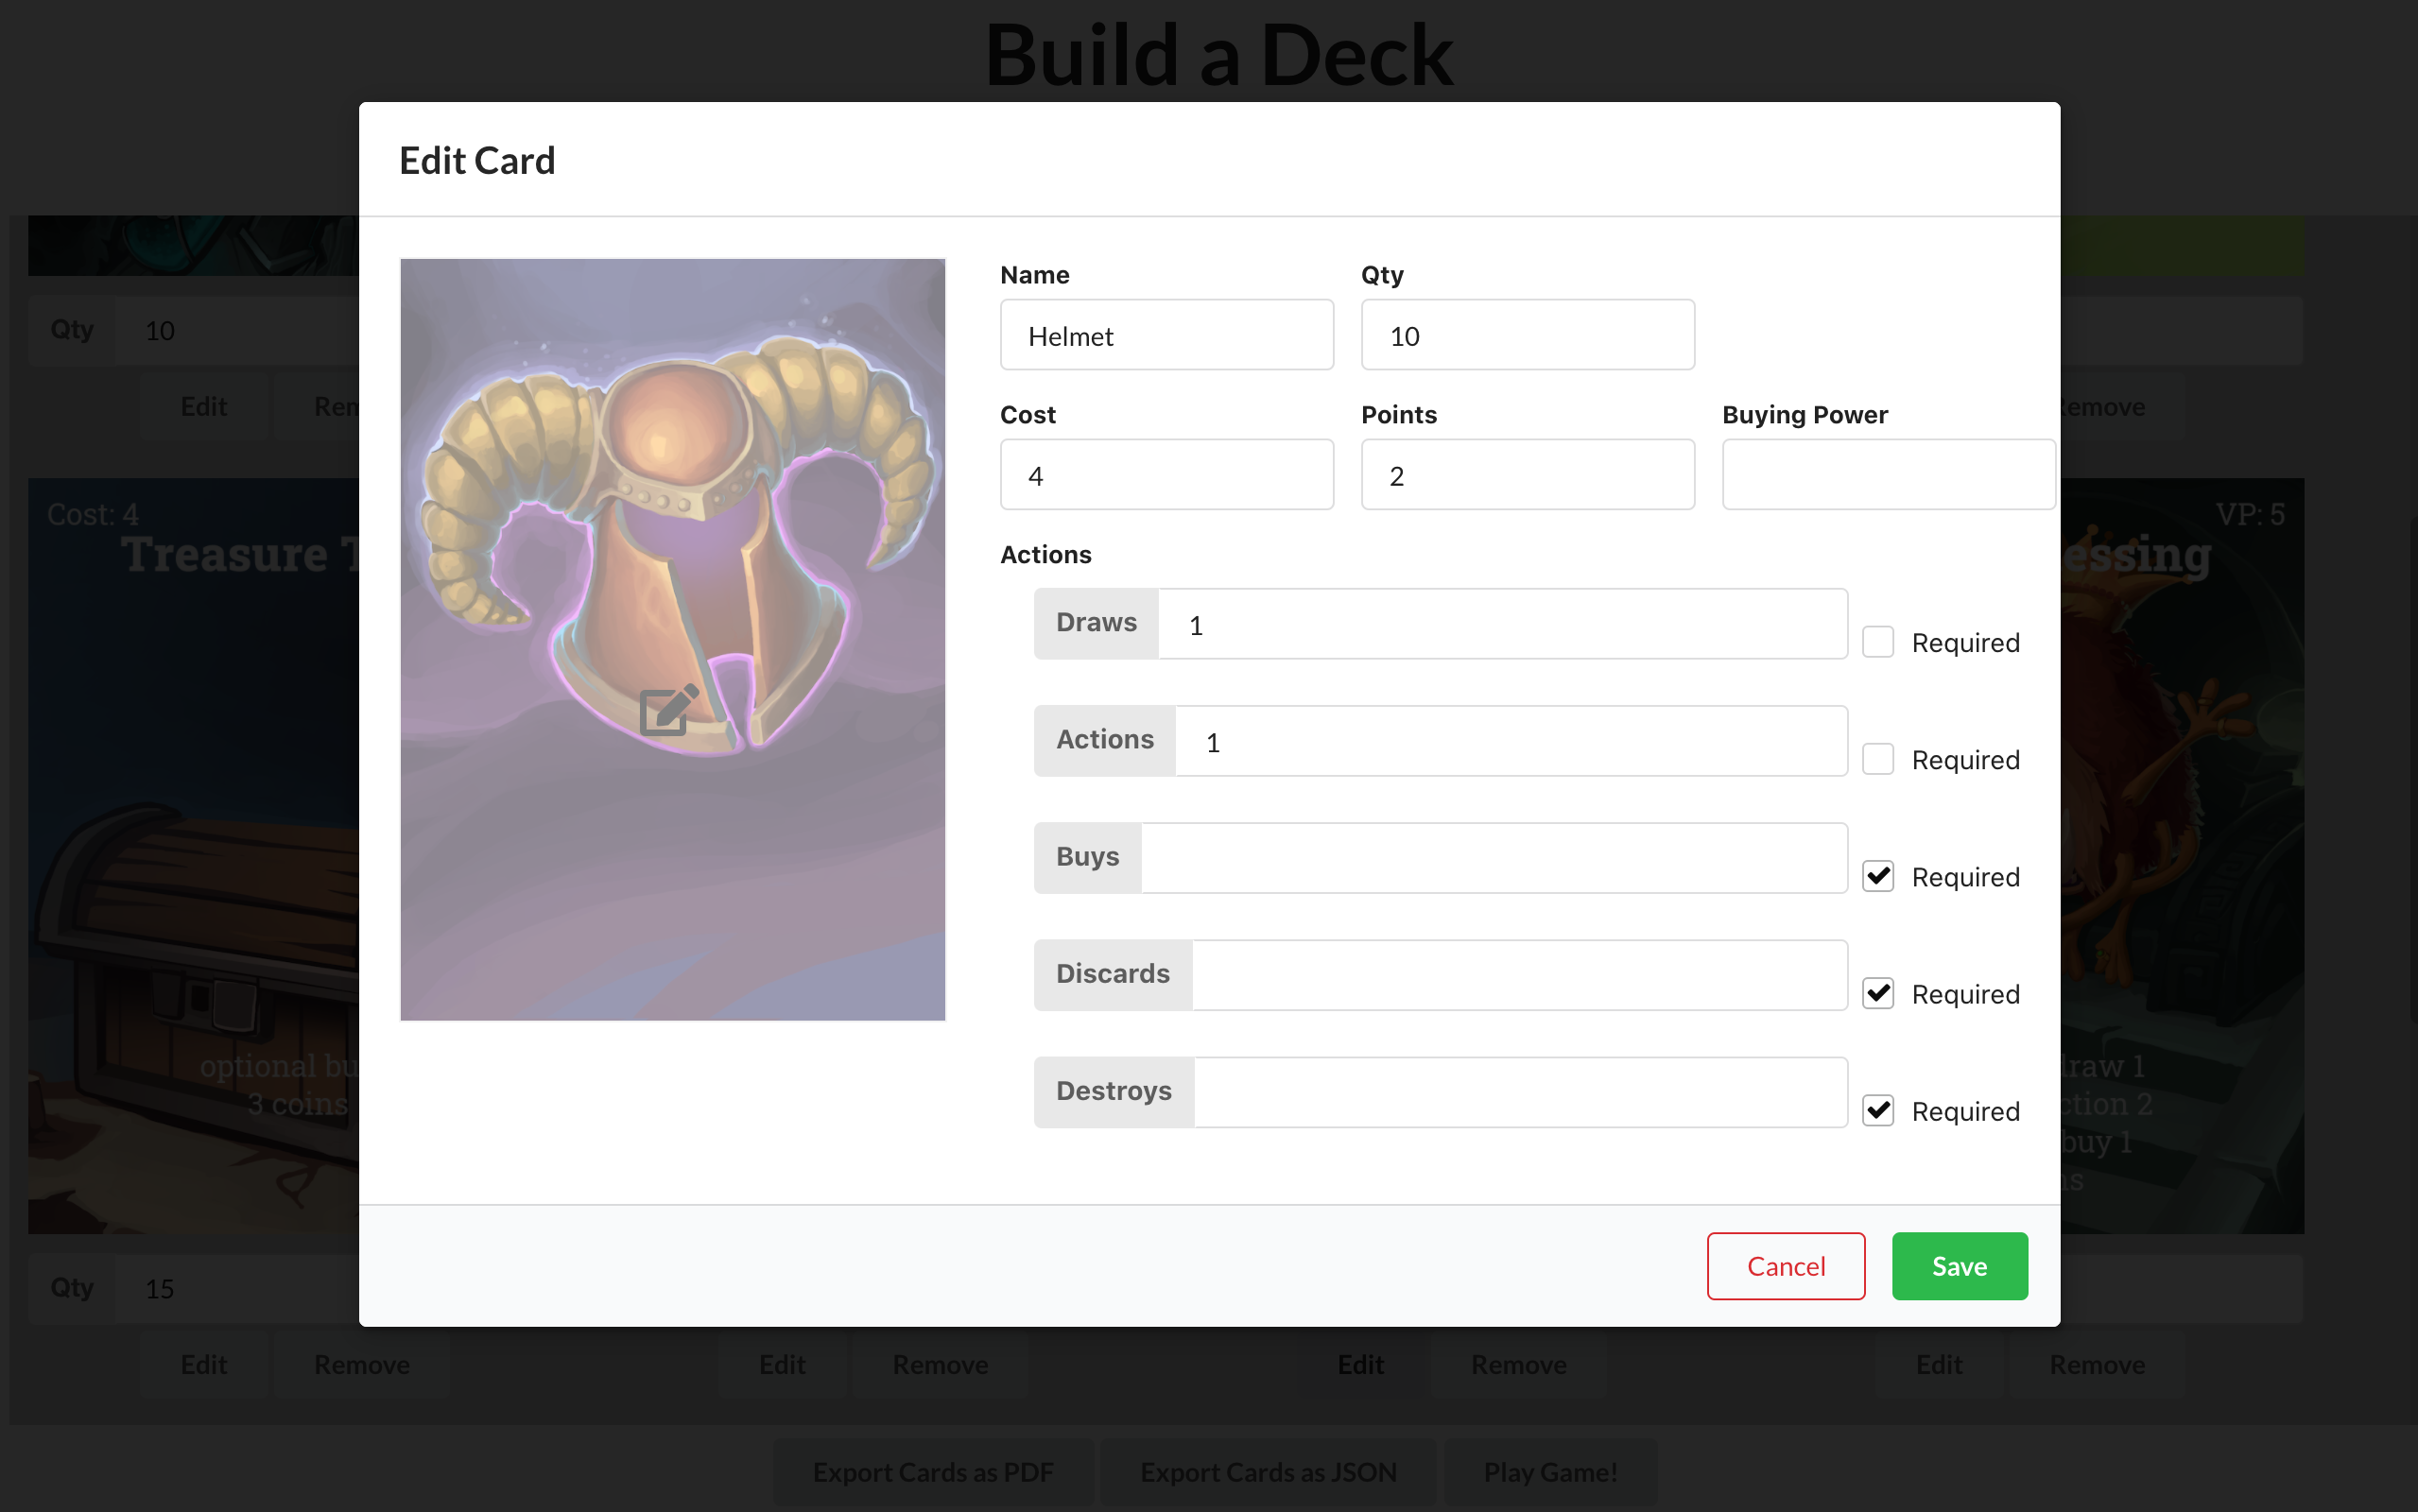 Build a Deck
Edit Card
Name
Qty
Helmet
10
Cost
Points
Buying Power
4
2
Actions
Draws
1
Required
Actions
1
Required
Buys
Required
Discards
Required
Destroys
Required
Cancel
Save
Qty
10
Edit
Rem
Remove
Cost: 4
Treasure T
optional bu
3 coins
VP: 5
essing
draw 1
ction 2
buy 1
ns
Qty
15
Edit
Remove
Edit
Remove
Edit
Remove
Edit
Remove
Export Cards as PDF
Export Cards as JSON
Play Game!